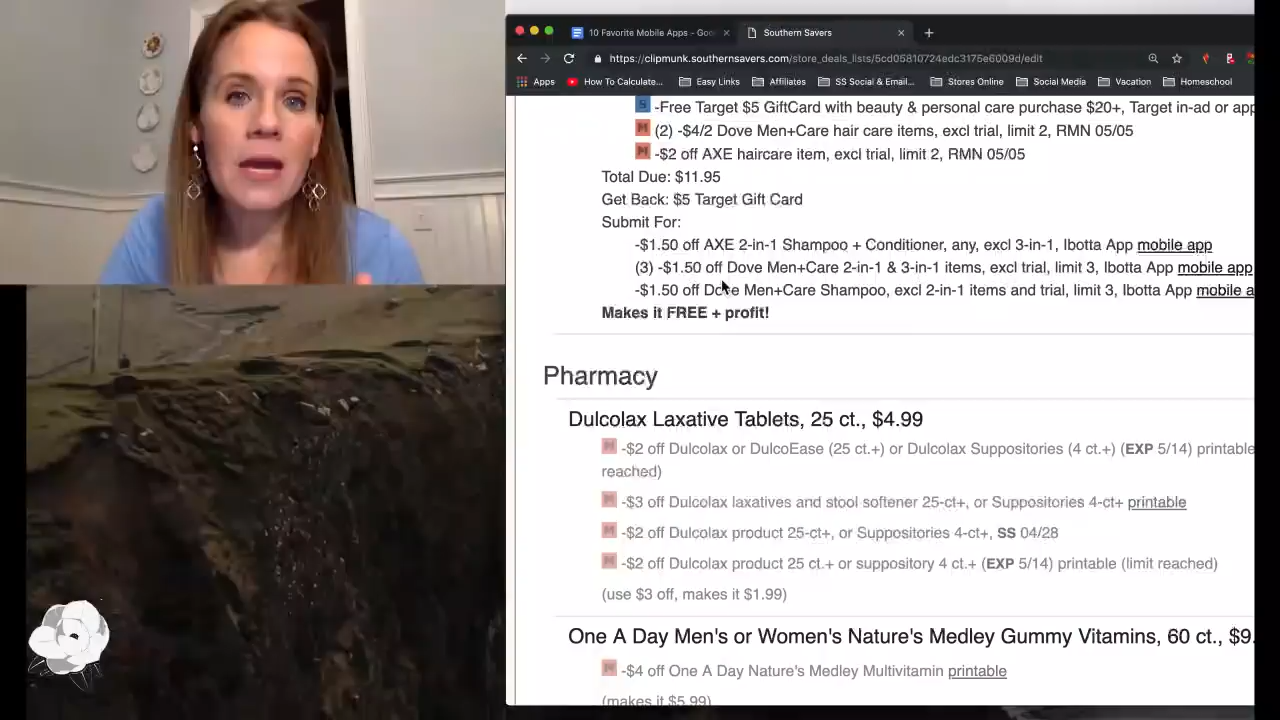 10 Favorite Mobile Apps - Goo
Southern Savers
https://clipmunk.southernsavers.com/store_deals_lists/5cd05810724edc3175e6009d/edit
Apps
How To Calculate...
Easy Links
Affiliates
SS Social & Email...
Stores Online
Social Media
Vacation
Homeschool
S -Free Target $5 GiftCard with beauty & personal care purchase $20+, Target in-ad or app
M (2) -$4/2 Dove Men+Care hair care items, excl trial, limit 2, RMN 05/05
M -$2 off AXE haircare item, excl trial, limit 2, RMN 05/05
Total Due: $11.95
Get Back: $5 Target Gift Card
Submit For:
-$1.50 off AXE 2-in-1 Shampoo + Conditioner, any, excl 3-in-1, Ibotta App mobile app
(3) -$1.50 off Dove Men+Care 2-in-1 & 3-in-1 items, excl trial, limit 3, Ibotta App mobile app
-$1.50 off Dove Men+Care Shampoo, excl 2-in-1 items and trial, limit 3, Ibotta App mobile a
Makes it FREE + profit!
Pharmacy
Dulcolax Laxative Tablets, 25 ct., $4.99
M -$2 off Dulcolax or DulcoEase (25 ct.+) or Dulcolax Suppositories (4 ct.+) (EXP 5/14) printable
reached)
M -$3 off Dulcolax laxatives and stool softener 25-ct+, or Suppositories 4-ct+ printable
M -$2 off Dulcolax product 25-ct+, or Suppositories 4-ct+, SS 04/28
M -$2 off Dulcolax product 25 ct.+ or suppository 4 ct.+ (EXP 5/14) printable (limit reached)
(use $3 off, makes it $1.99)
One A Day Men's or Women's Nature's Medley Gummy Vitamins, 60 ct., $9.
M -$4 off One A Day Nature's Medley Multivitamin printable
(makes it $5.99)